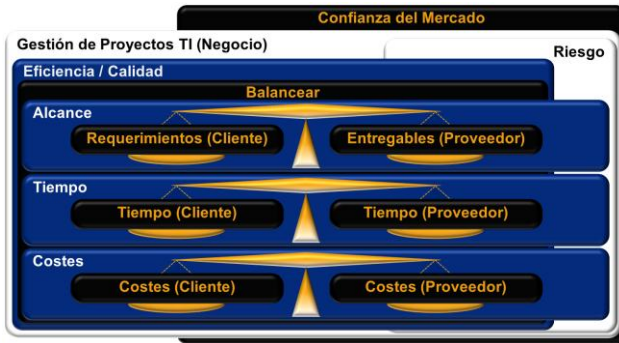 Confianza del Mercado
Gestión de Proyectos TI (Negocio)
Riesgo
Eficiencia / Calidad
Balancear
Alcance
Requerimientos (Cliente)
Entregables (Proveedor)
Tiempo
Tiempo (Cliente)
Tiempo (Proveedor)
Costes
Costes (Cliente)
Costes (Proveedor)